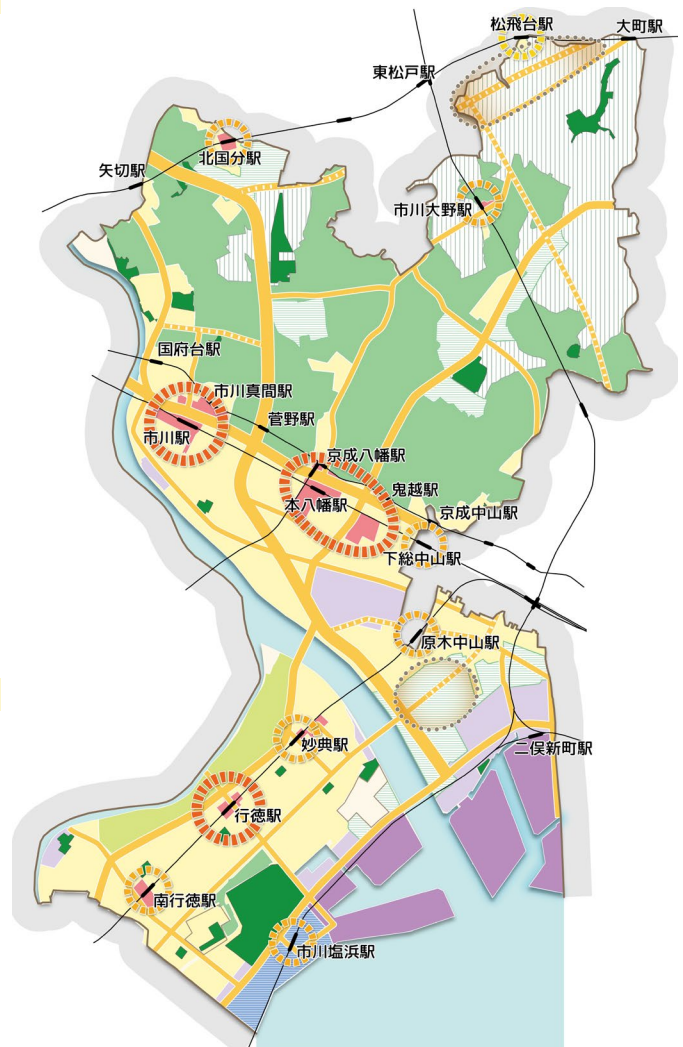 松飛台駅
大町駅
東松戸駅
北国分駅
矢切駅
市川大野駅
国府台駅
市川真間駅
菅野駅
市川駅
京成八幡駅
鬼越駅
本八幡駅
京成中山駅
下総中山駅
原木中山駅
妙典駅
二俣新町駅
行徳駅
南行徳駅
市川塩浜駅